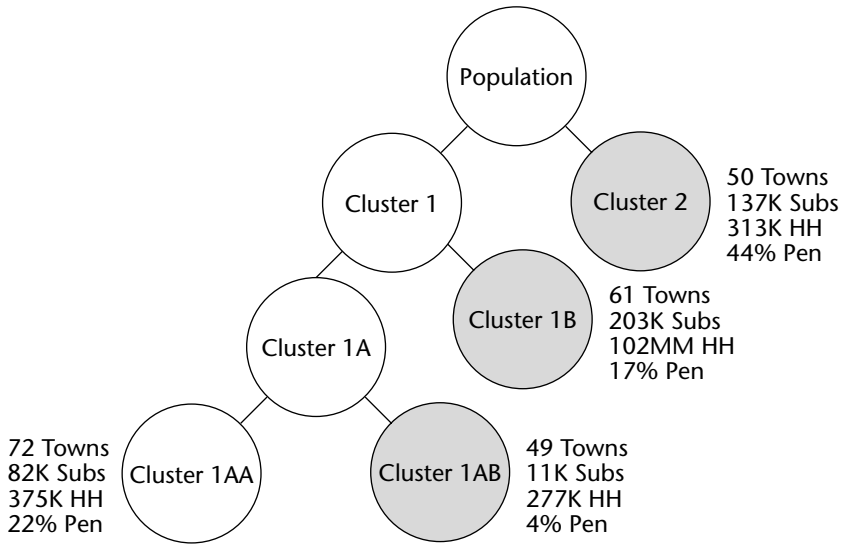 Population
Cluster 1
Cluster 2
50 Towns
137K Subs
313K HH
44% Pen
Cluster 1A
Cluster 1B
61 Towns
203K Subs
102MM HH
17% Pen
72 Towns
82K Subs
375K HH
22% Pen
Cluster 1AA
Cluster 1AB
49 Towns
11K Subs
277K HH
4% Pen